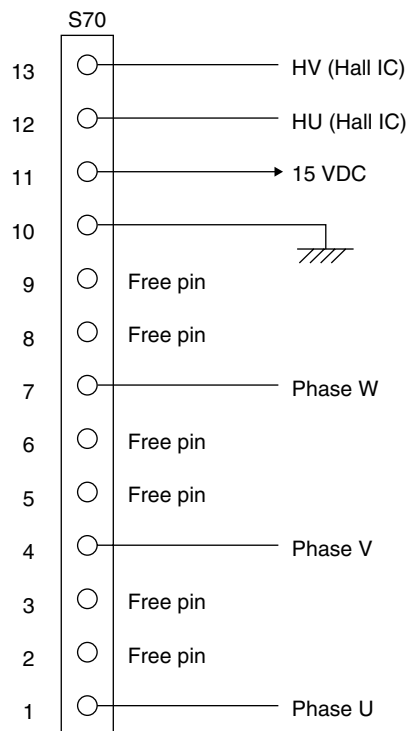 S70
13 HV (Hall IC)
12 HU (Hall IC)
11 15 VDC
10
9 Free pin
8 Free pin
7 Phase W
6 Free pin
5 Free pin
4 Phase V
3 Free pin
2 Free pin
1 Phase U